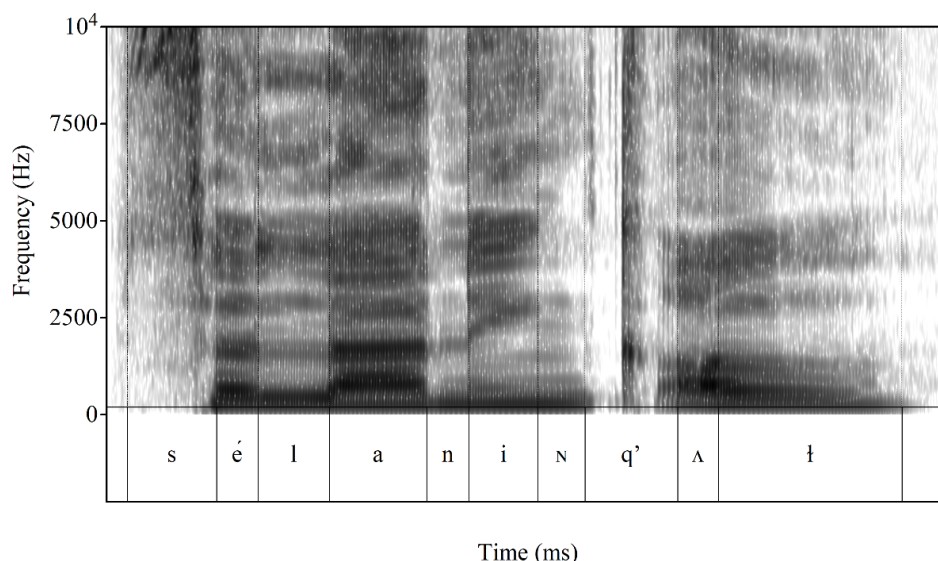 10⁴
7500
5000
2500
0
Frequency (Hz)
s é l a n i ɴ q’ ʌ ɫ
Time (ms)